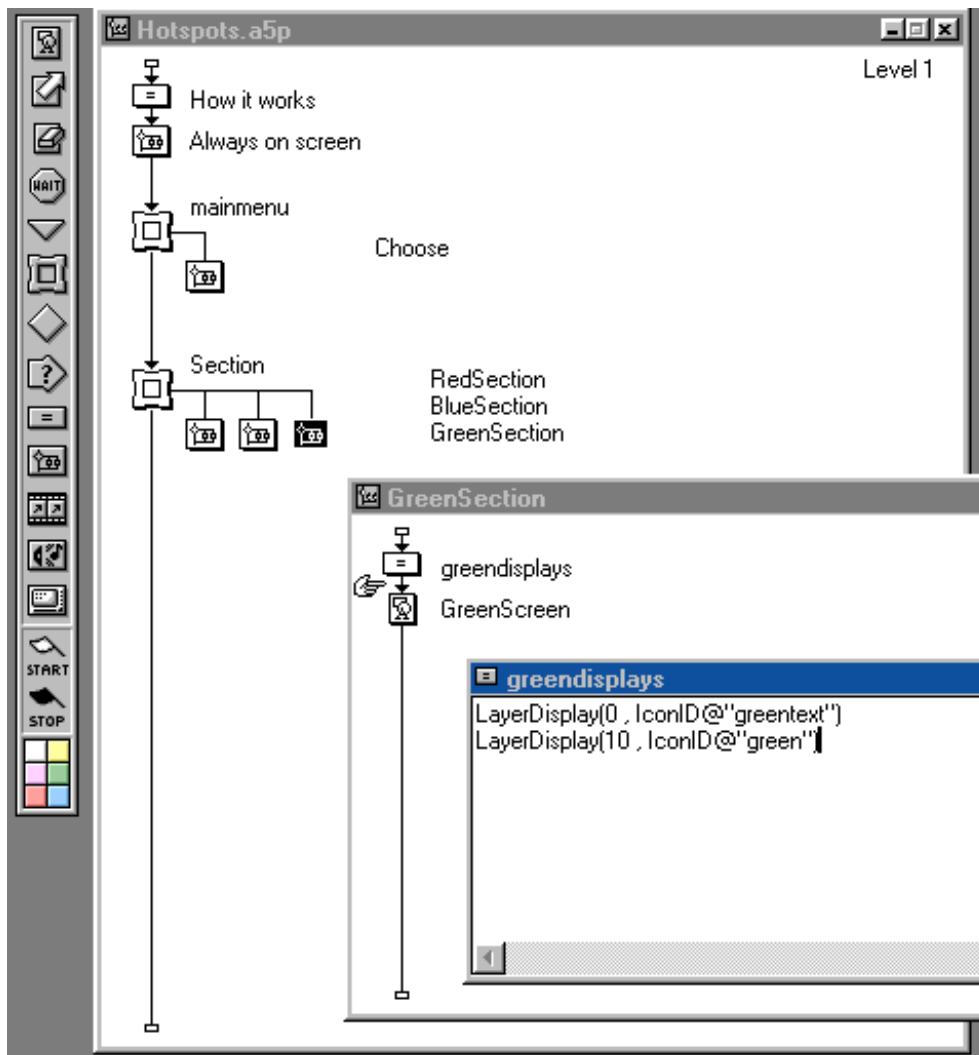 Hotspots.a5p
Level 1
How it works
Always on screen
WAIT
mainmenu
Choose
?
=
Section
RedSection
BlueSection
GreenSection
GreenSection
greendisplays
GreenScreen
START
STOP
greendisplays
LayerDisplay(0 , IconID@"greentext")
LayerDisplay(10 , IconID@"green")